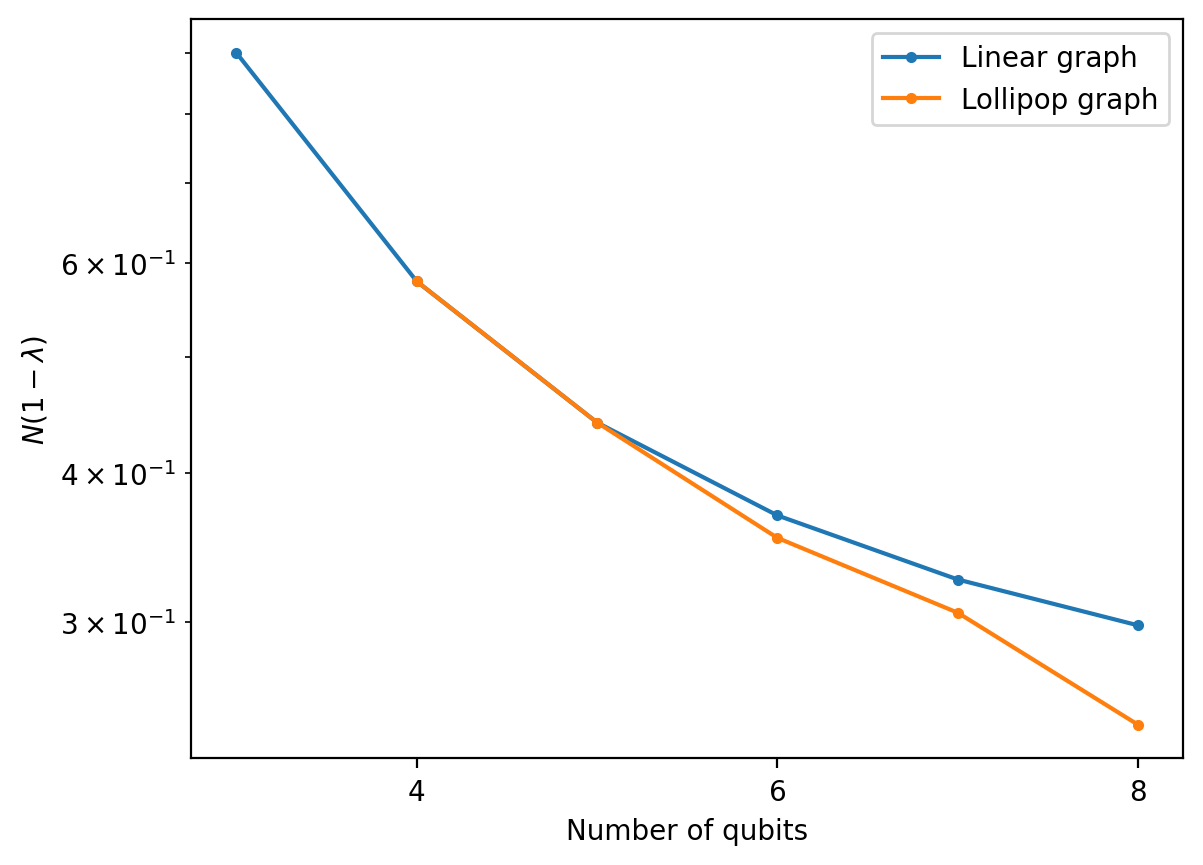 Linear graph
Lollipop graph
6 × 10⁻¹
4 × 10⁻¹
3 × 10⁻¹
N(1 − λ)
4 6 8
Number of qubits